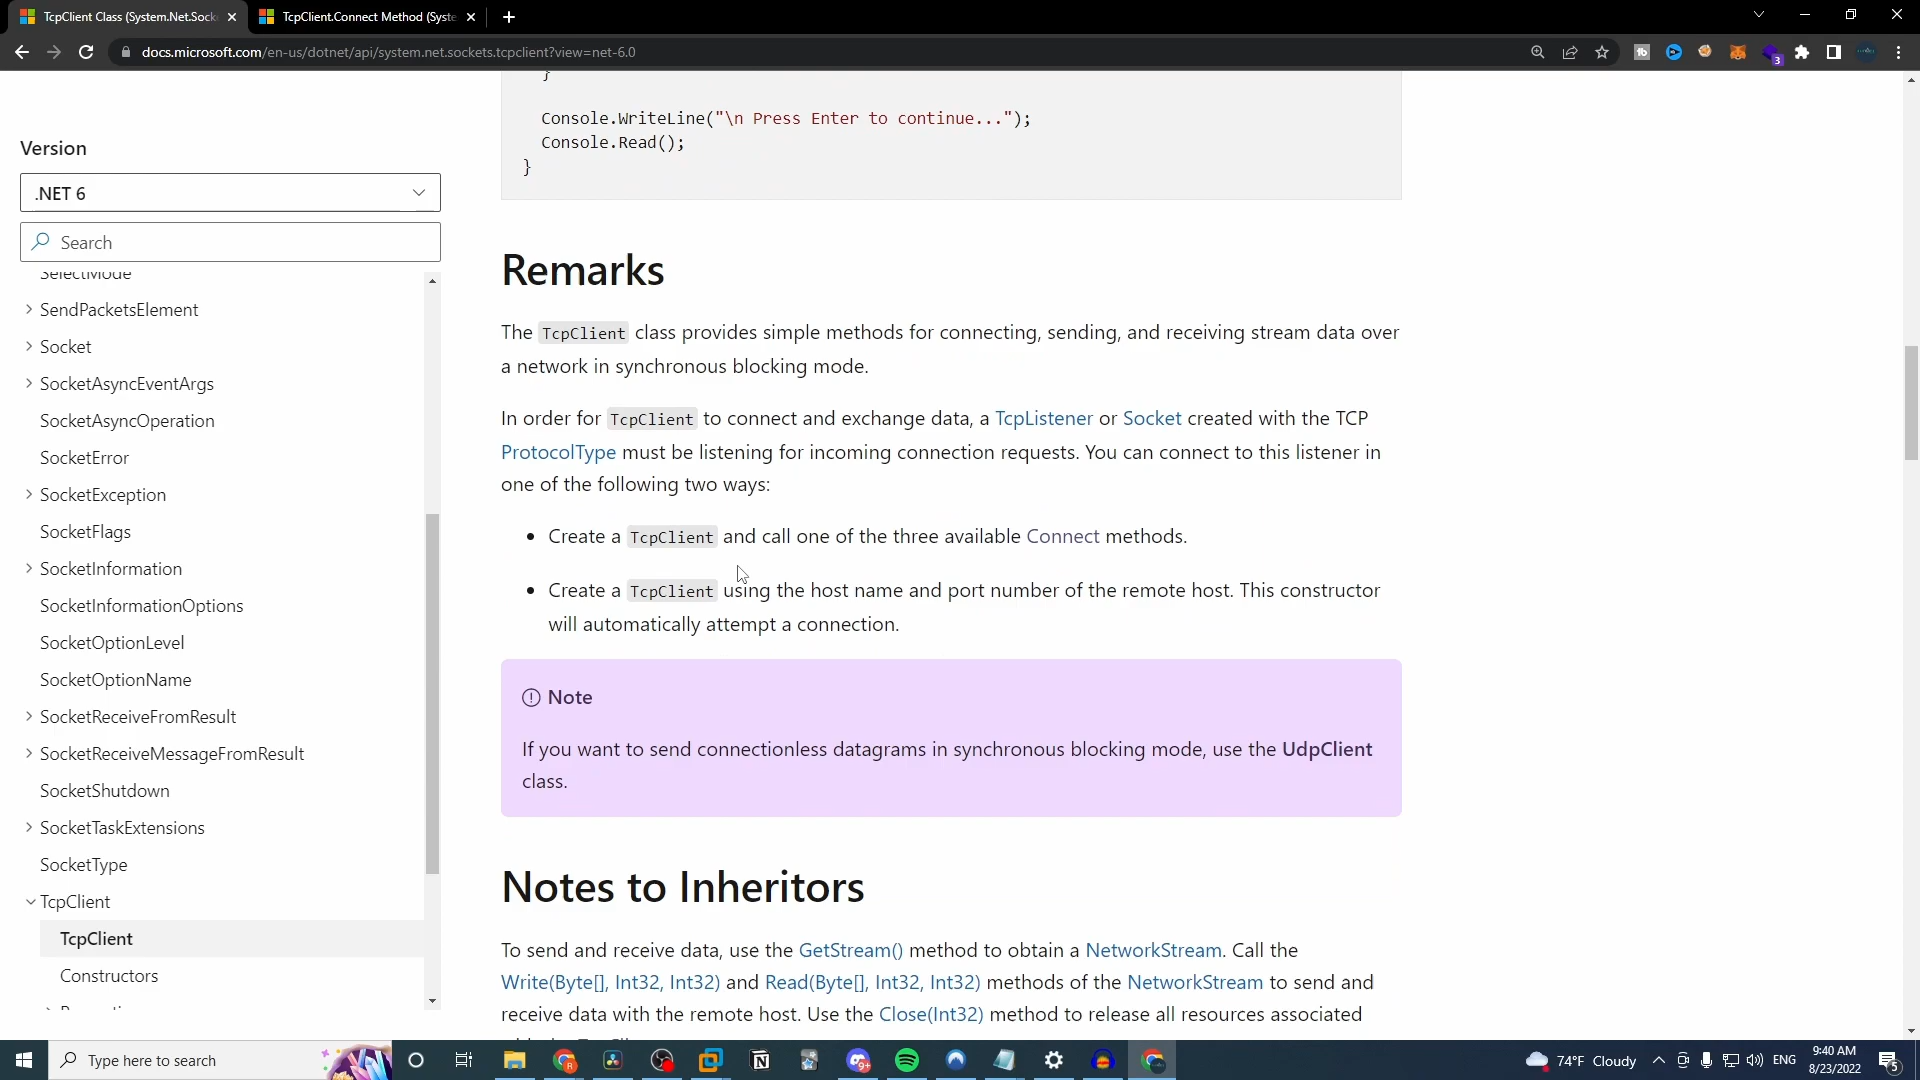 TcpClient Class (System.Net.Sock
TcpClient.Connect Method (Syste
docs.microsoft.com/en-us/dotnet/api/system.net.sockets.tcpclient?view=net-6.0
3
}
Console.WriteLine("\n Press Enter to continue...");
Console.Read();
}
Version
.NET 6
Search
SelectMode
SendPacketsElement
Socket
SocketAsyncEventArgs
SocketAsyncOperation
SocketError
SocketException
SocketFlags
SocketInformation
SocketInformationOptions
SocketOptionLevel
SocketOptionName
SocketReceiveFromResult
SocketReceiveMessageFromResult
SocketShutdown
SocketTaskExtensions
SocketType
TcpClient
TcpClient
Constructors
Remarks
The TcpClient class provides simple methods for connecting, sending, and receiving stream data over
a network in synchronous blocking mode.
In order for TcpClient to connect and exchange data, a TcpListener or Socket created with the TCP
ProtocolType must be listening for incoming connection requests. You can connect to this listener in
one of the following two ways:
• Create a TcpClient and call one of the three available Connect methods.
• Create a TcpClient using the host name and port number of the remote host. This constructor
will automatically attempt a connection.
Note
If you want to send connectionless datagrams in synchronous blocking mode, use the UdpClient
class.
Notes to Inheritors
To send and receive data, use the GetStream() method to obtain a NetworkStream. Call the
Write(Byte[], Int32, Int32) and Read(Byte[], Int32, Int32) methods of the NetworkStream to send and
receive data with the remote host. Use the Close(Int32) method to release all resources associated
Type here to search
74°F Cloudy
ENG
9:40 AM
8/23/2022
5